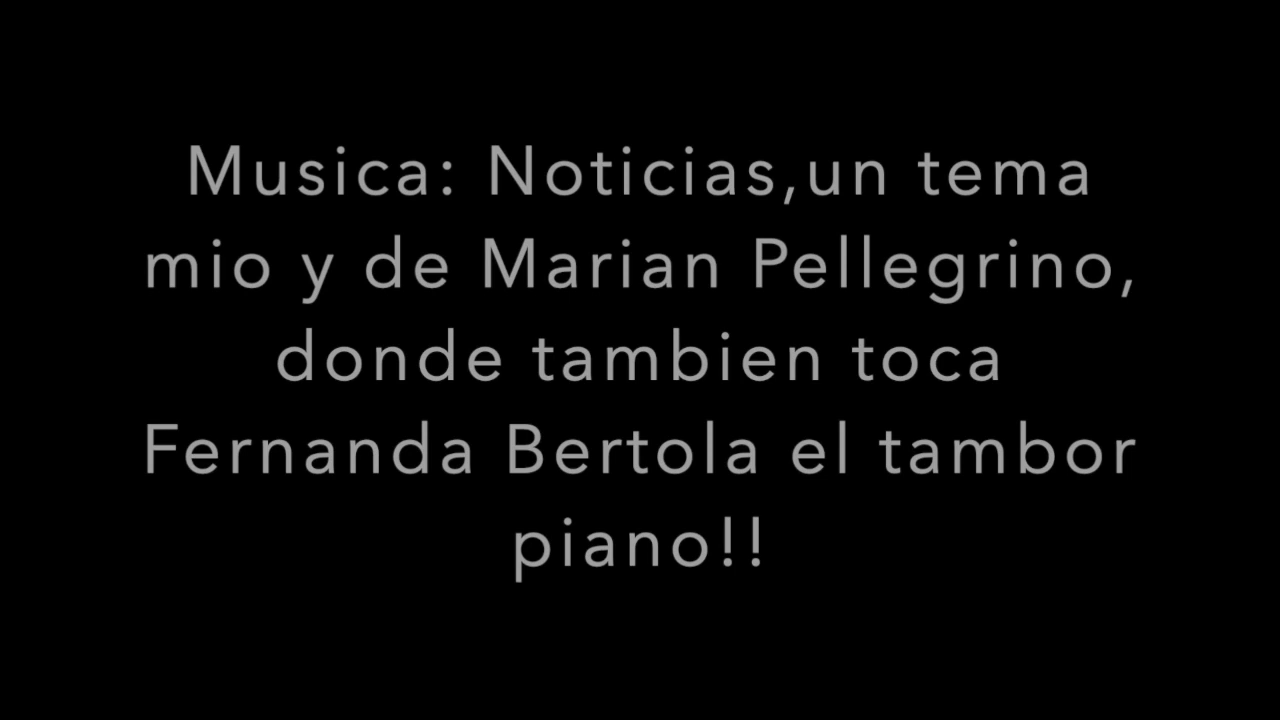 Musica: Noticias,un tema
mio y de Marian Pellegrino,
donde tambien toca
Fernanda Bertola el tambor
piano!!